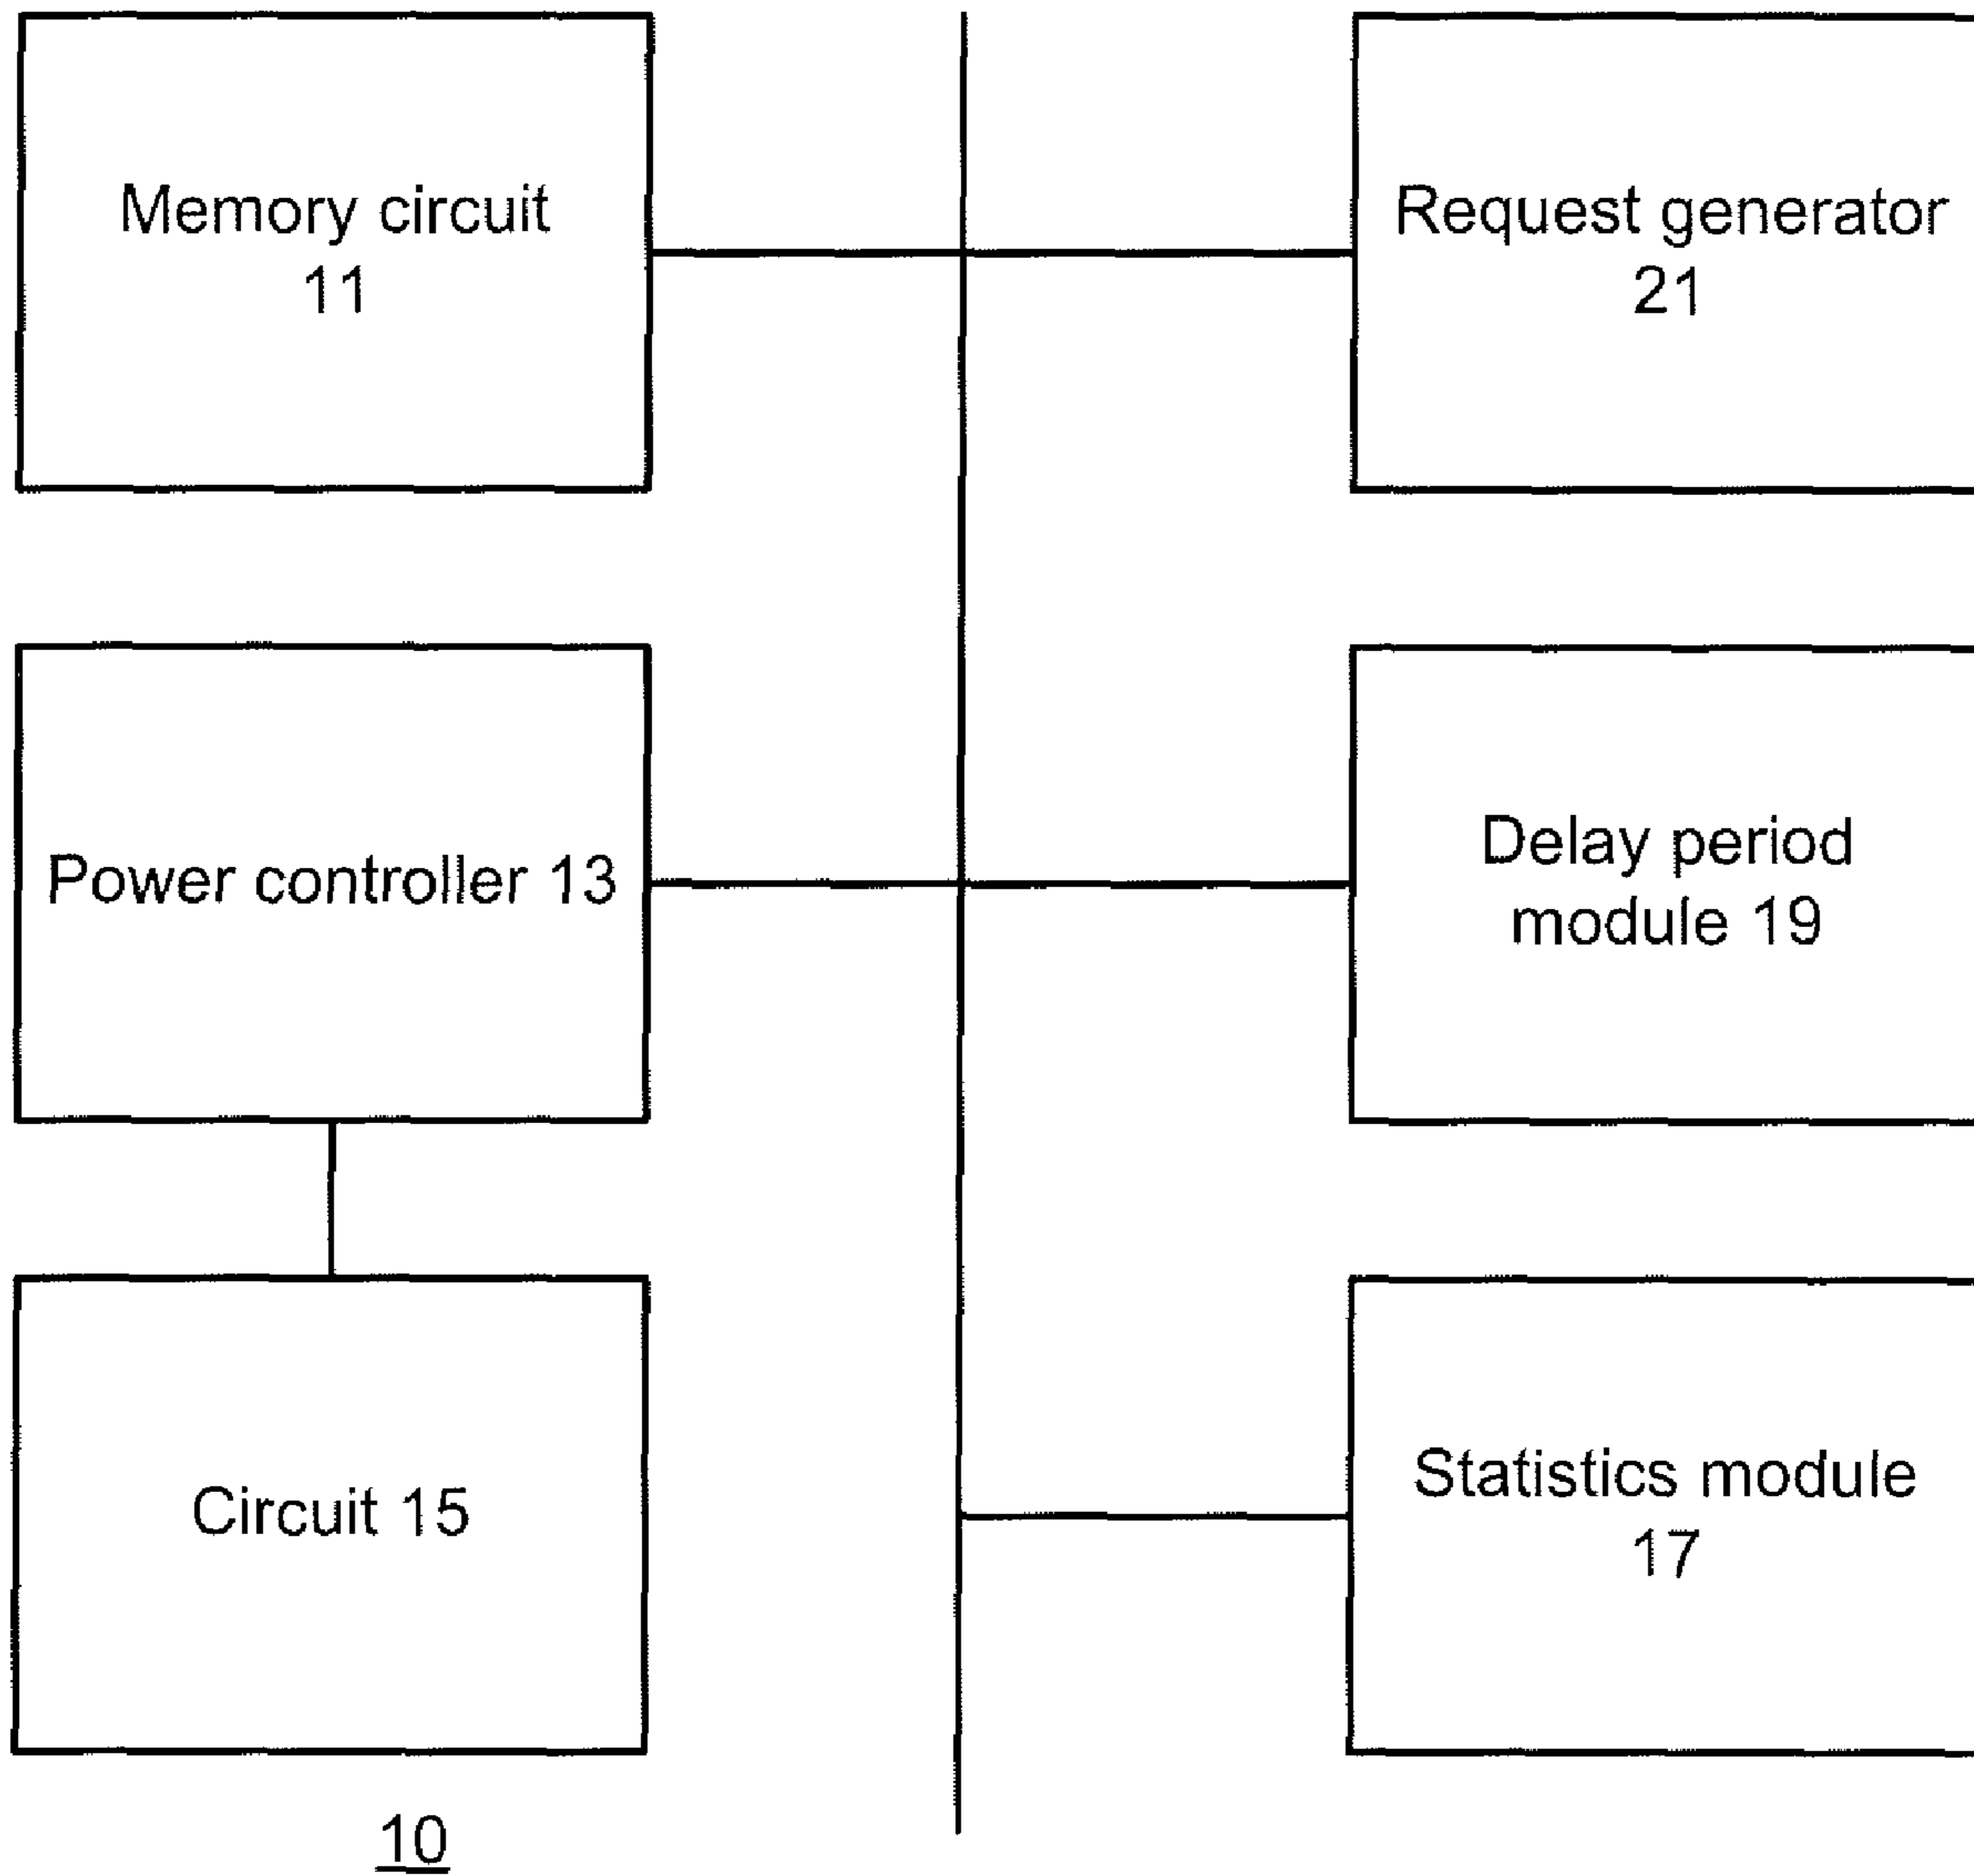 Memory circuit
11
Request generator
21
Power controller 13
Delay period
module 19
Circuit 15
Statistics module
17
10